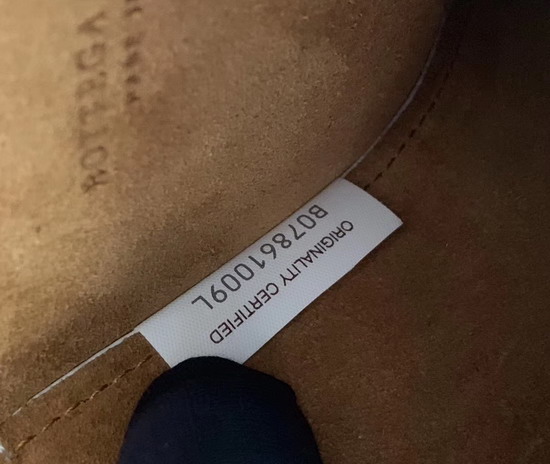 BOTTEGA
ORIGINALITY CERTIFIED
B07861009L